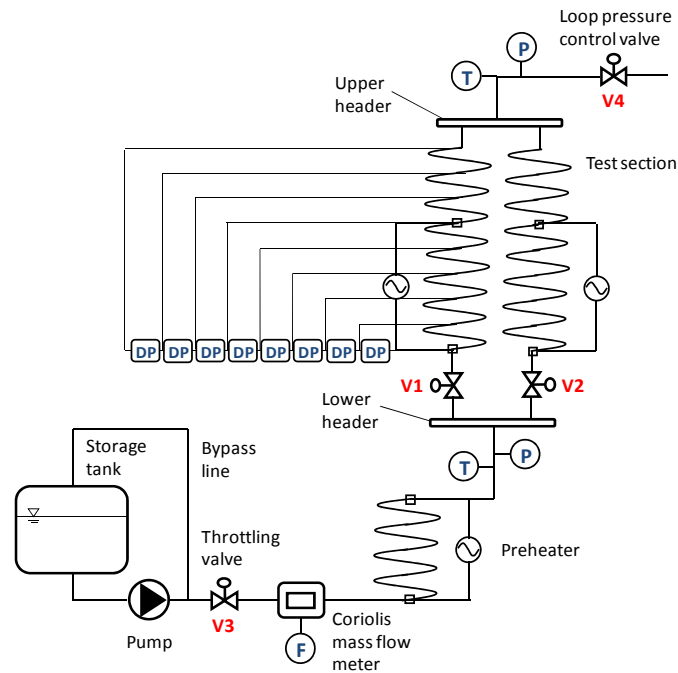 Loop pressure
control valve
P
T
V4
Upper
header
Test section
DP DP DP DP DP DP DP DP
V1
V2
Lower
header
T
P
Storage
tank
Bypass
line
Throttling
valve
Preheater
V3
Pump
Coriolis
mass flow
meter
F